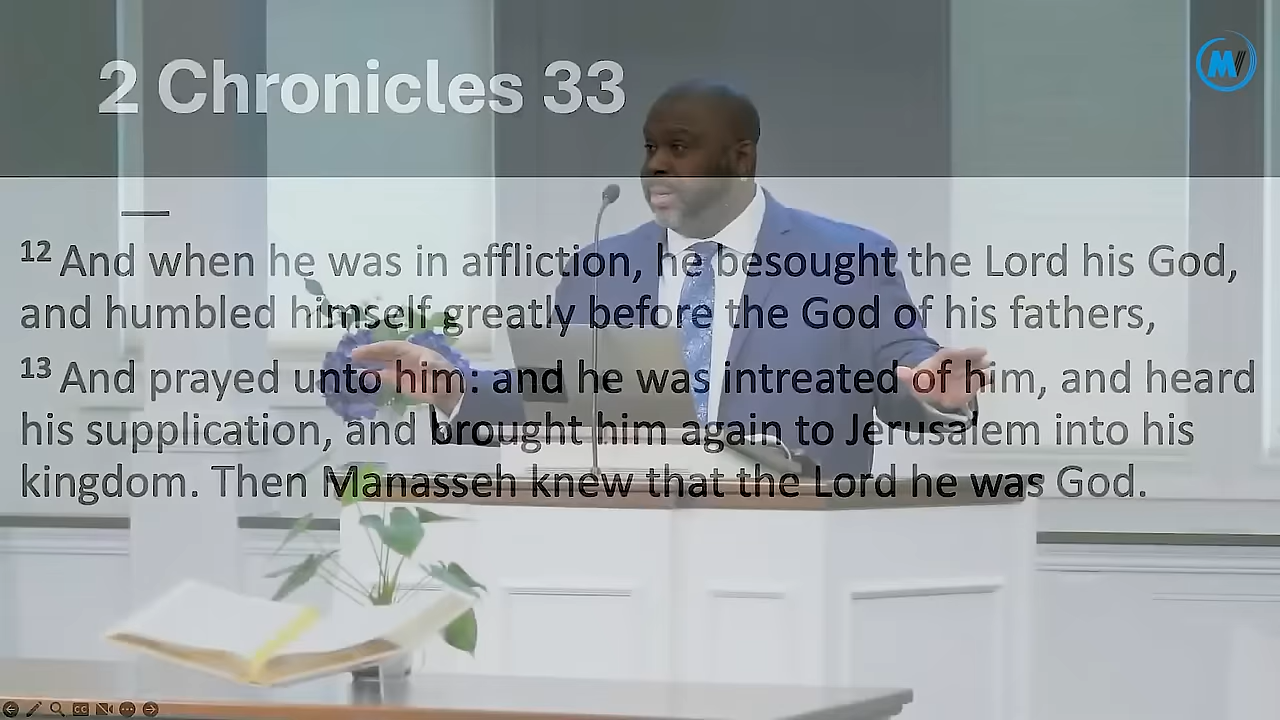 2 Chronicles 33
MV
12 And when he was in affliction, he besought the Lord his God,
and humbled himself greatly before the God of his fathers,
13 And prayed unto him: and he was intreated of him, and heard
his supplication, and brought him again to Jerusalem into his
kingdom. Then Manasseh knew that the Lord he was God.
CC